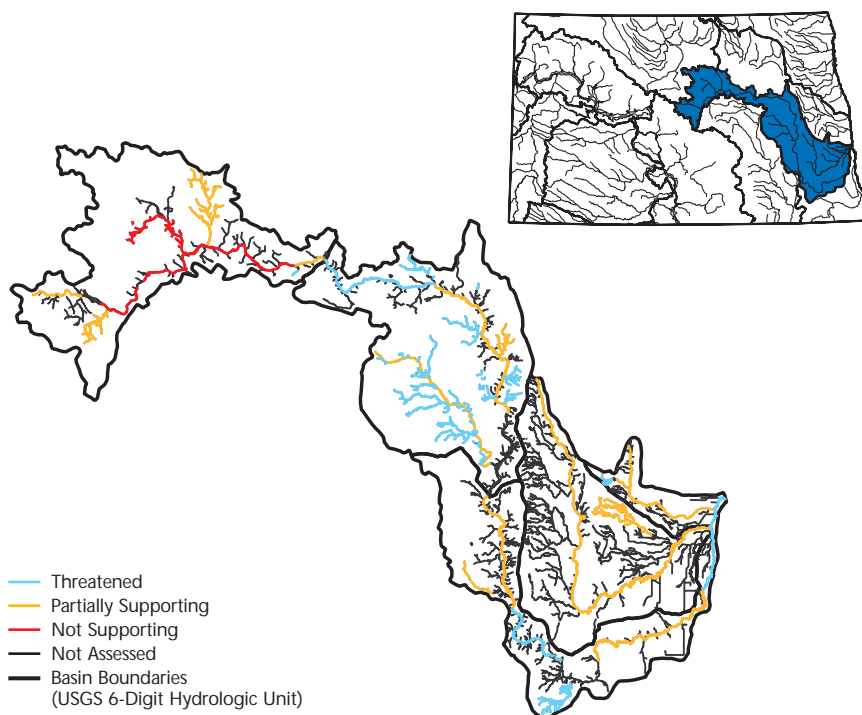 Threatened
Partially Supporting
Not Supporting
Not Assessed
Basin Boundaries
(USGS 6-Digit Hydrologic Unit)